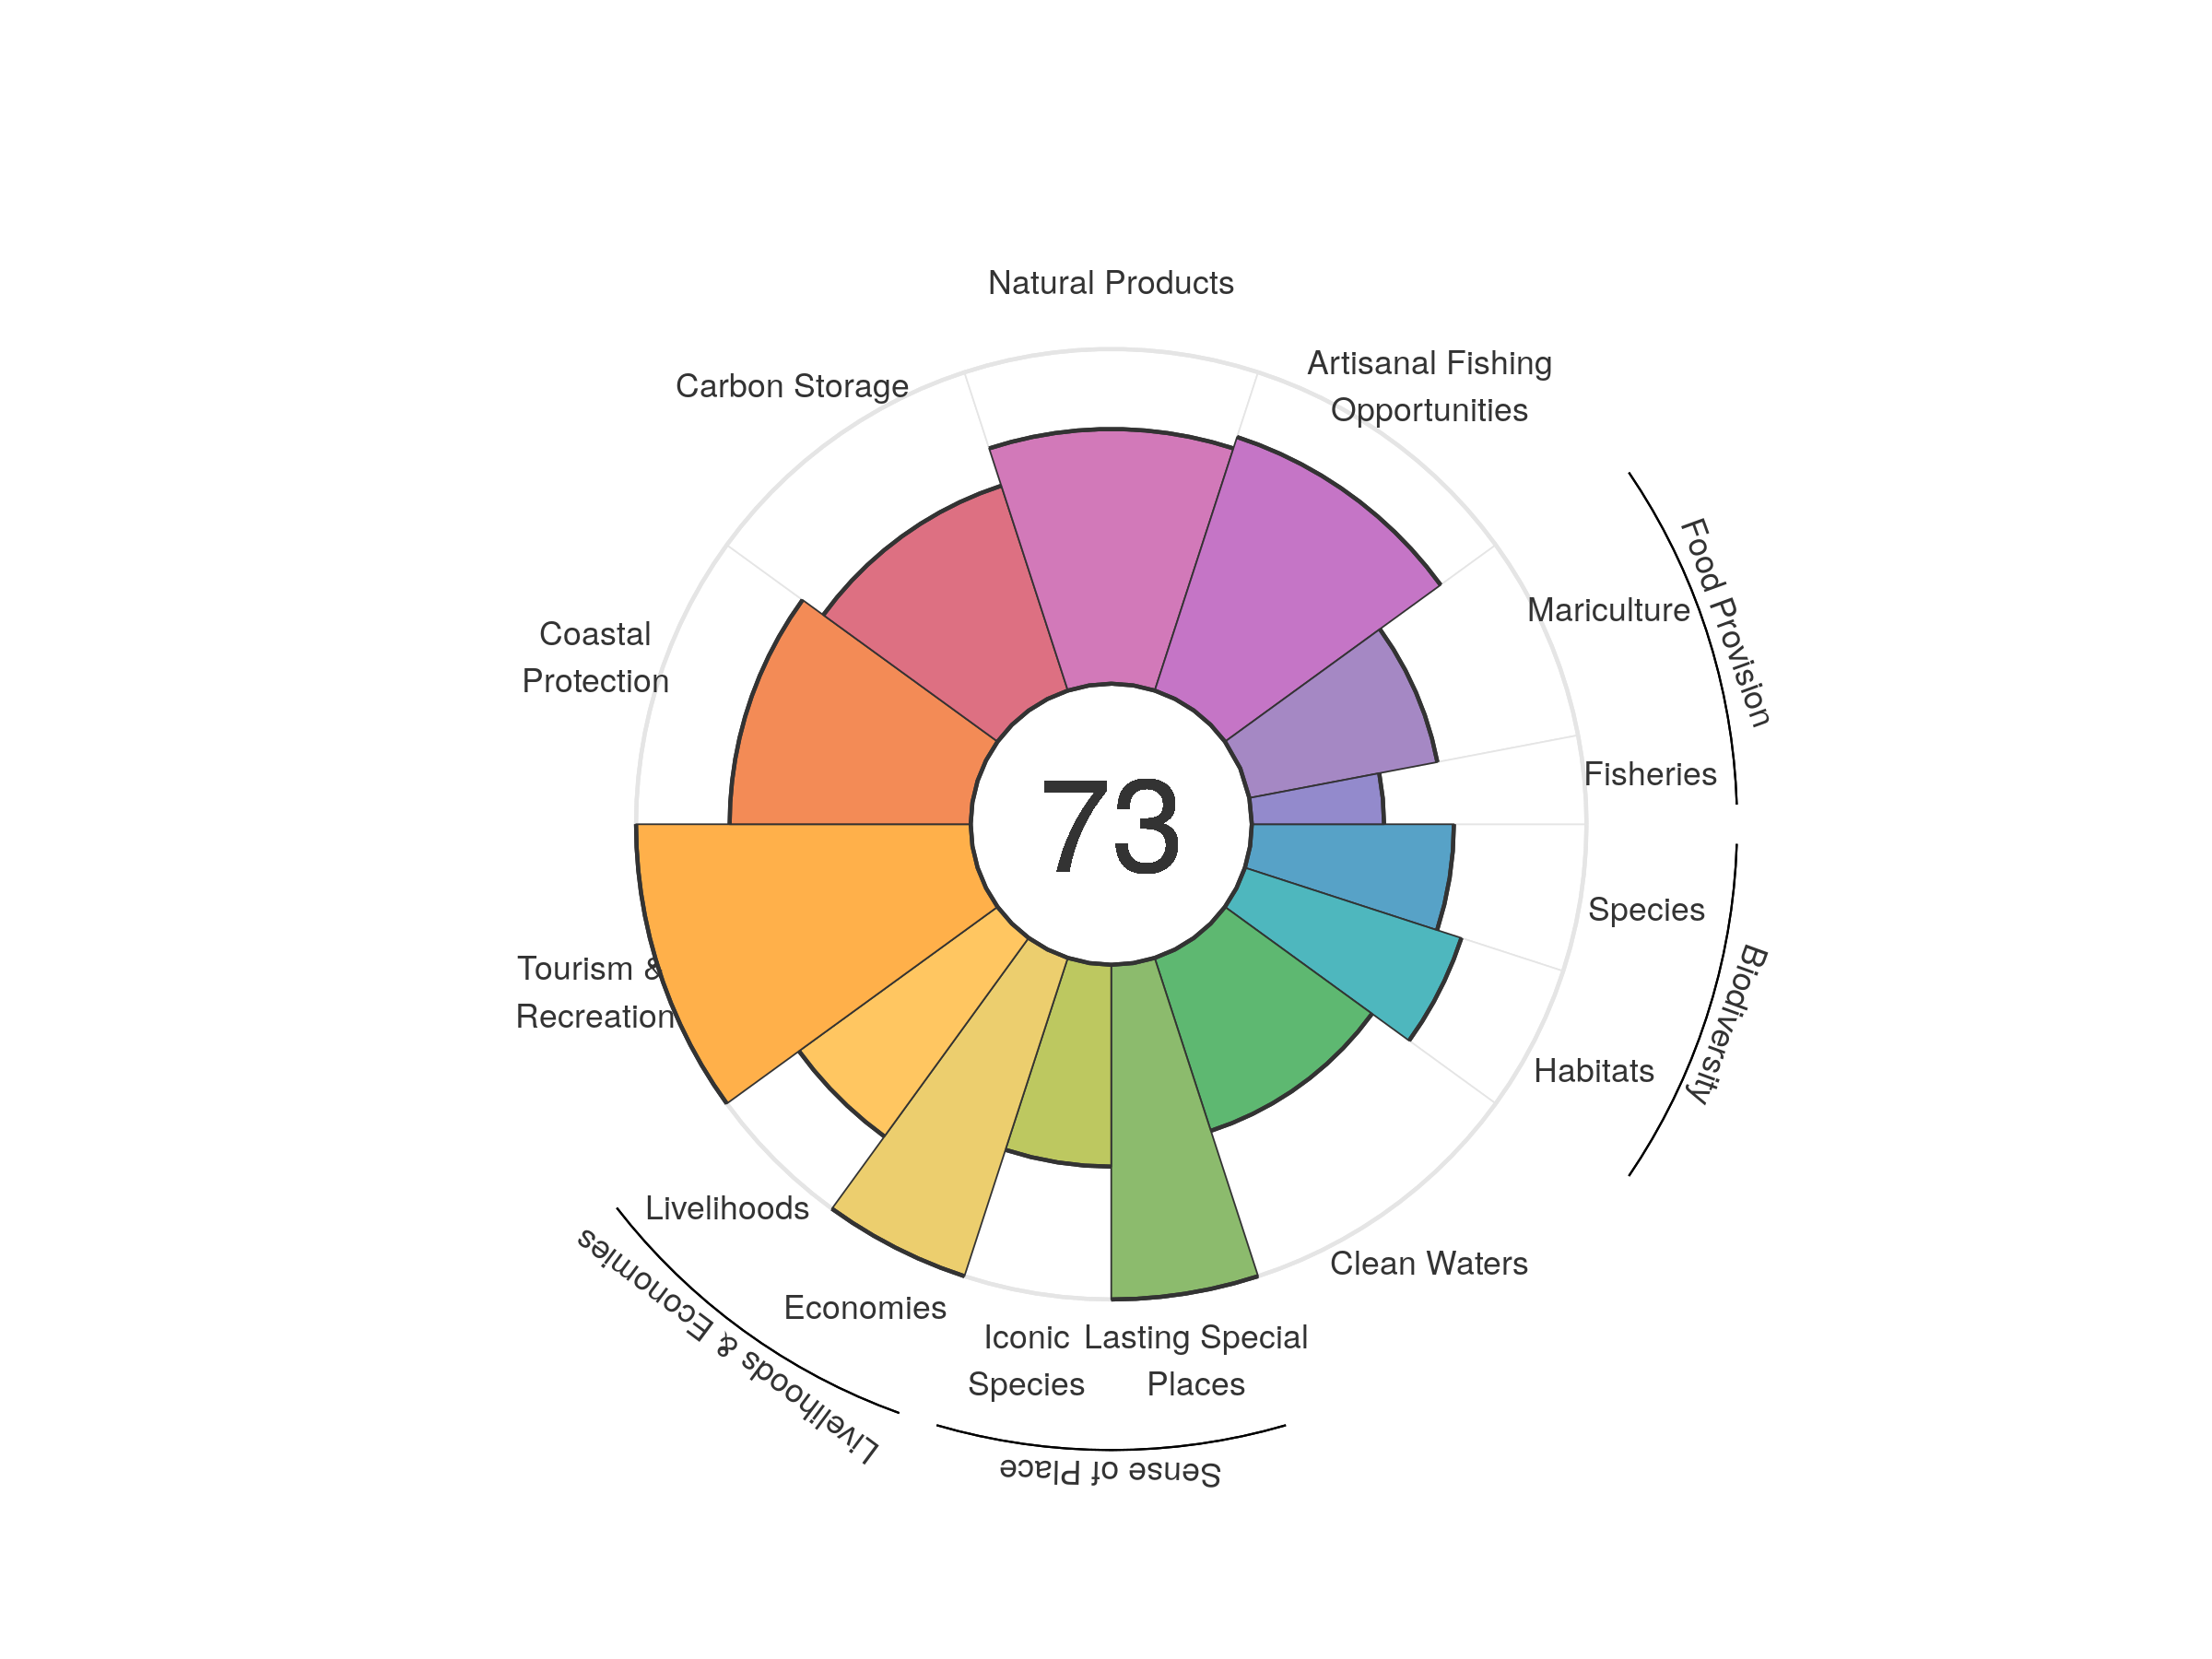 Natural Products
Artisanal Fishing
Opportunities
Carbon Storage
Food Provision
Mariculture
Coastal
Protection
Fisheries
73
Species
Tourism &
Recreation
Biodiversity
Habitats
Livelihoods
Clean Waters
Economies
Livelihoods & Economies
Iconic
Species
Lasting Special
Places
Sense of Place